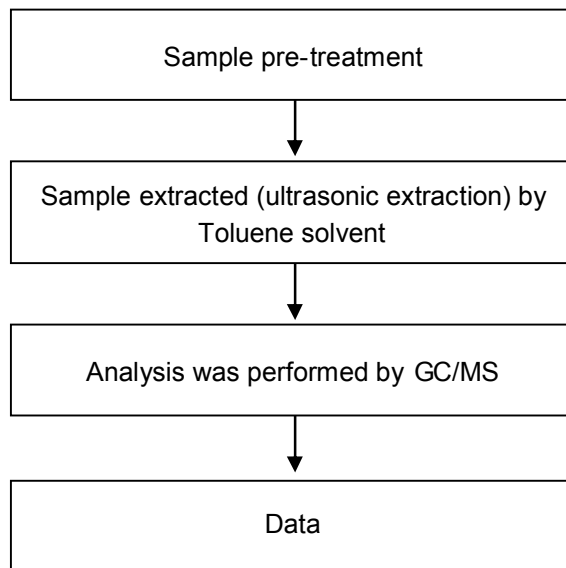 Sample pre-treatment
Sample extracted (ultrasonic extraction) by
Toluene solvent
Analysis was performed by GC/MS
Data